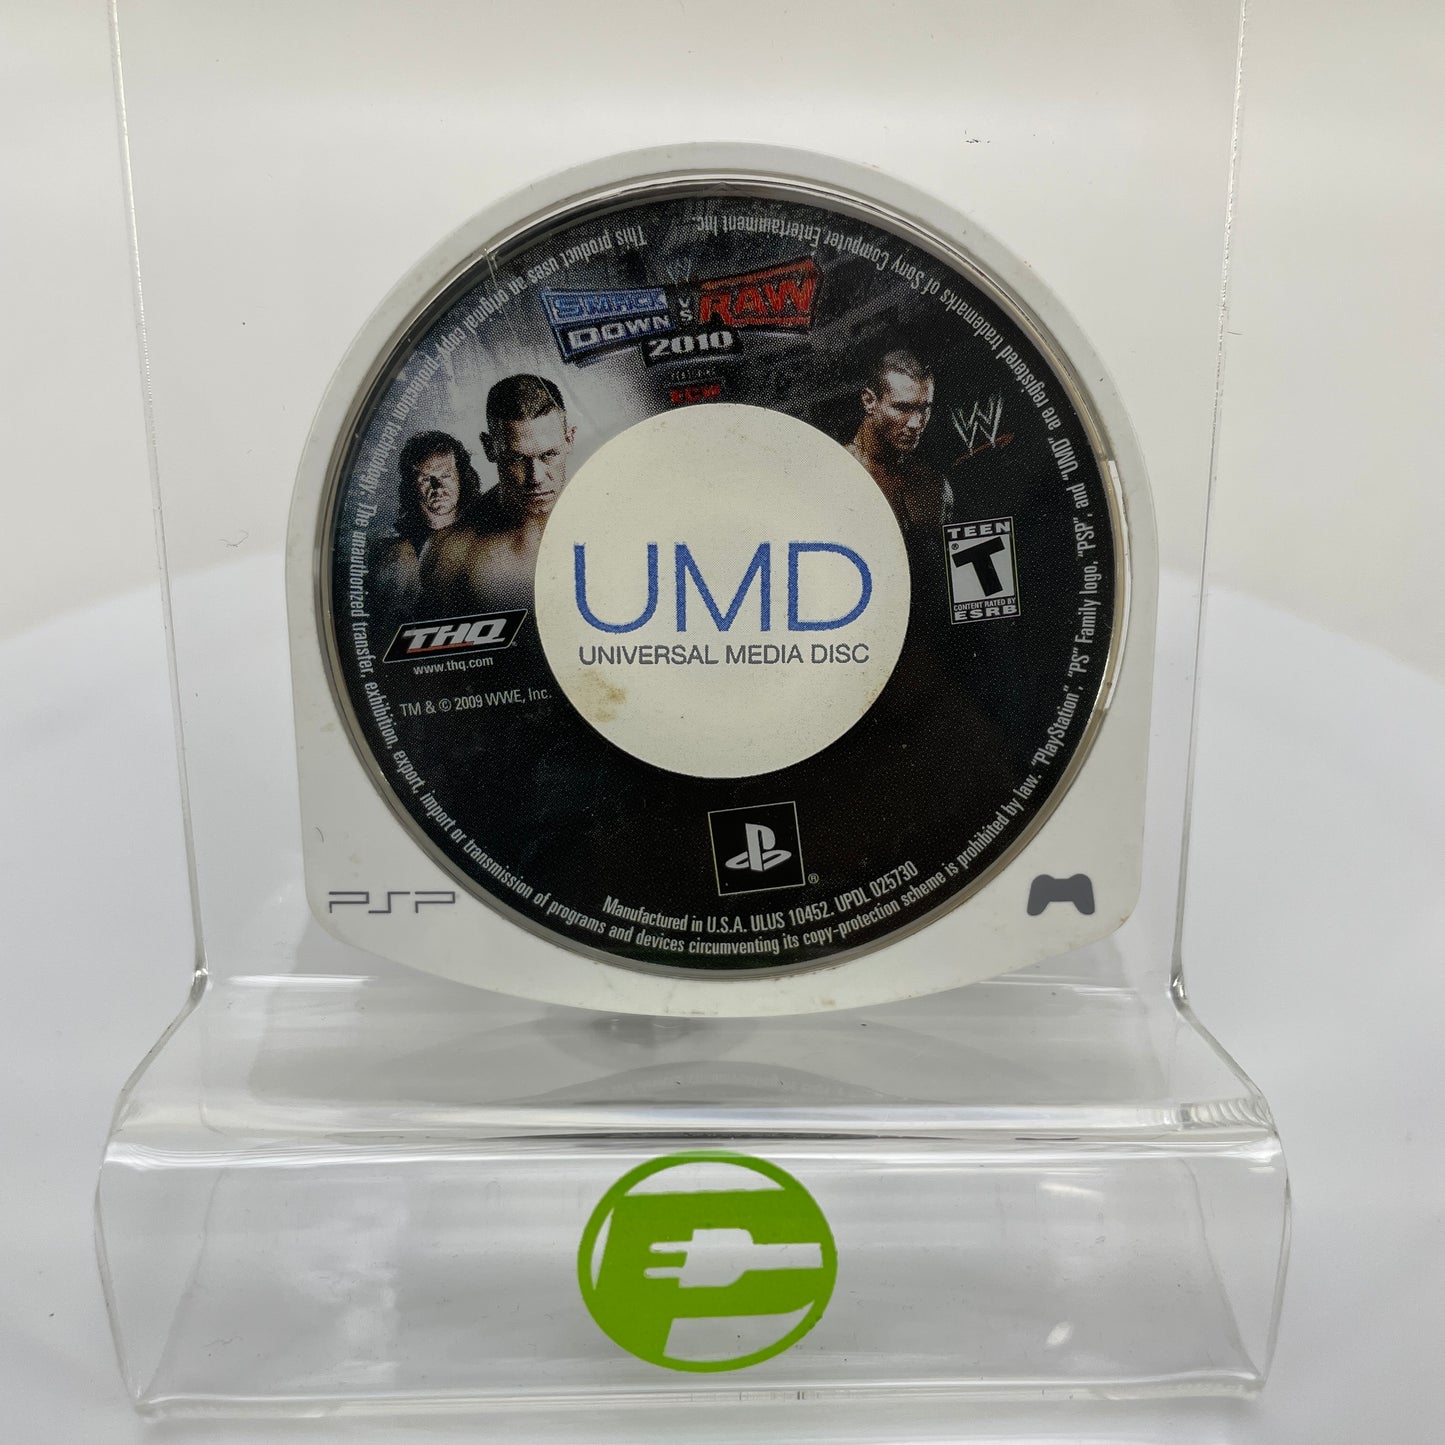 W
SMACK
DOWN
VS
RAW
2010
FEATURING
ECW
W
TEEN
T
®
CONTENT RATED BY
ESRB
THQ
www.thq.com
TM & © 2009 WWE, Inc.
UMD
UNIVERSAL MEDIA DISC
®
Manufactured in U.S.A. ULUS 10452. UPDL 025730
"PlayStation", "PS" Family logo, "PSP", and "UMD" are registered trademarks of Sony Computer Entertainment Inc.
This product uses an original format. The unauthorized transfer, exhibition, export, import or transmission of programs and devices circumventing its copy-protection scheme is prohibited by law.
PSP